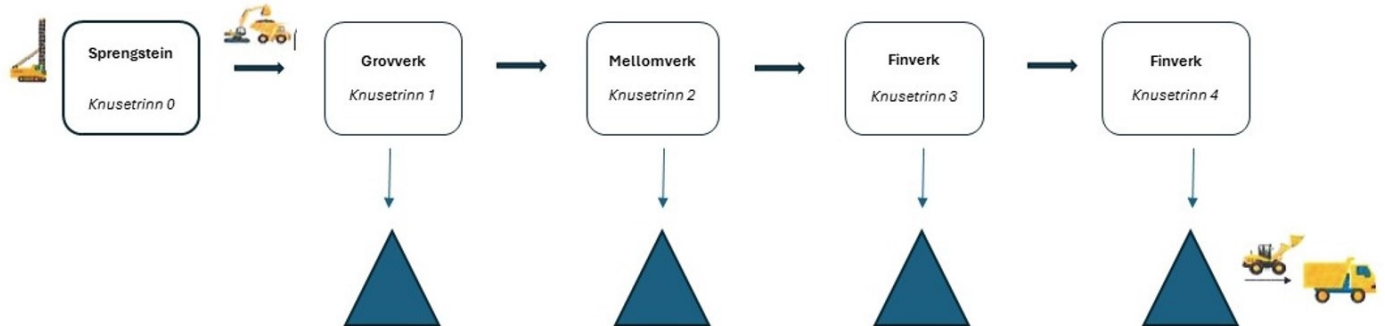 Sprengstein
Knusetrinn 0
Grovverk
Knusetrinn 1
Mellomverk
Knusetrinn 2
Finverk
Knusetrinn 3
Finverk
Knusetrinn 4